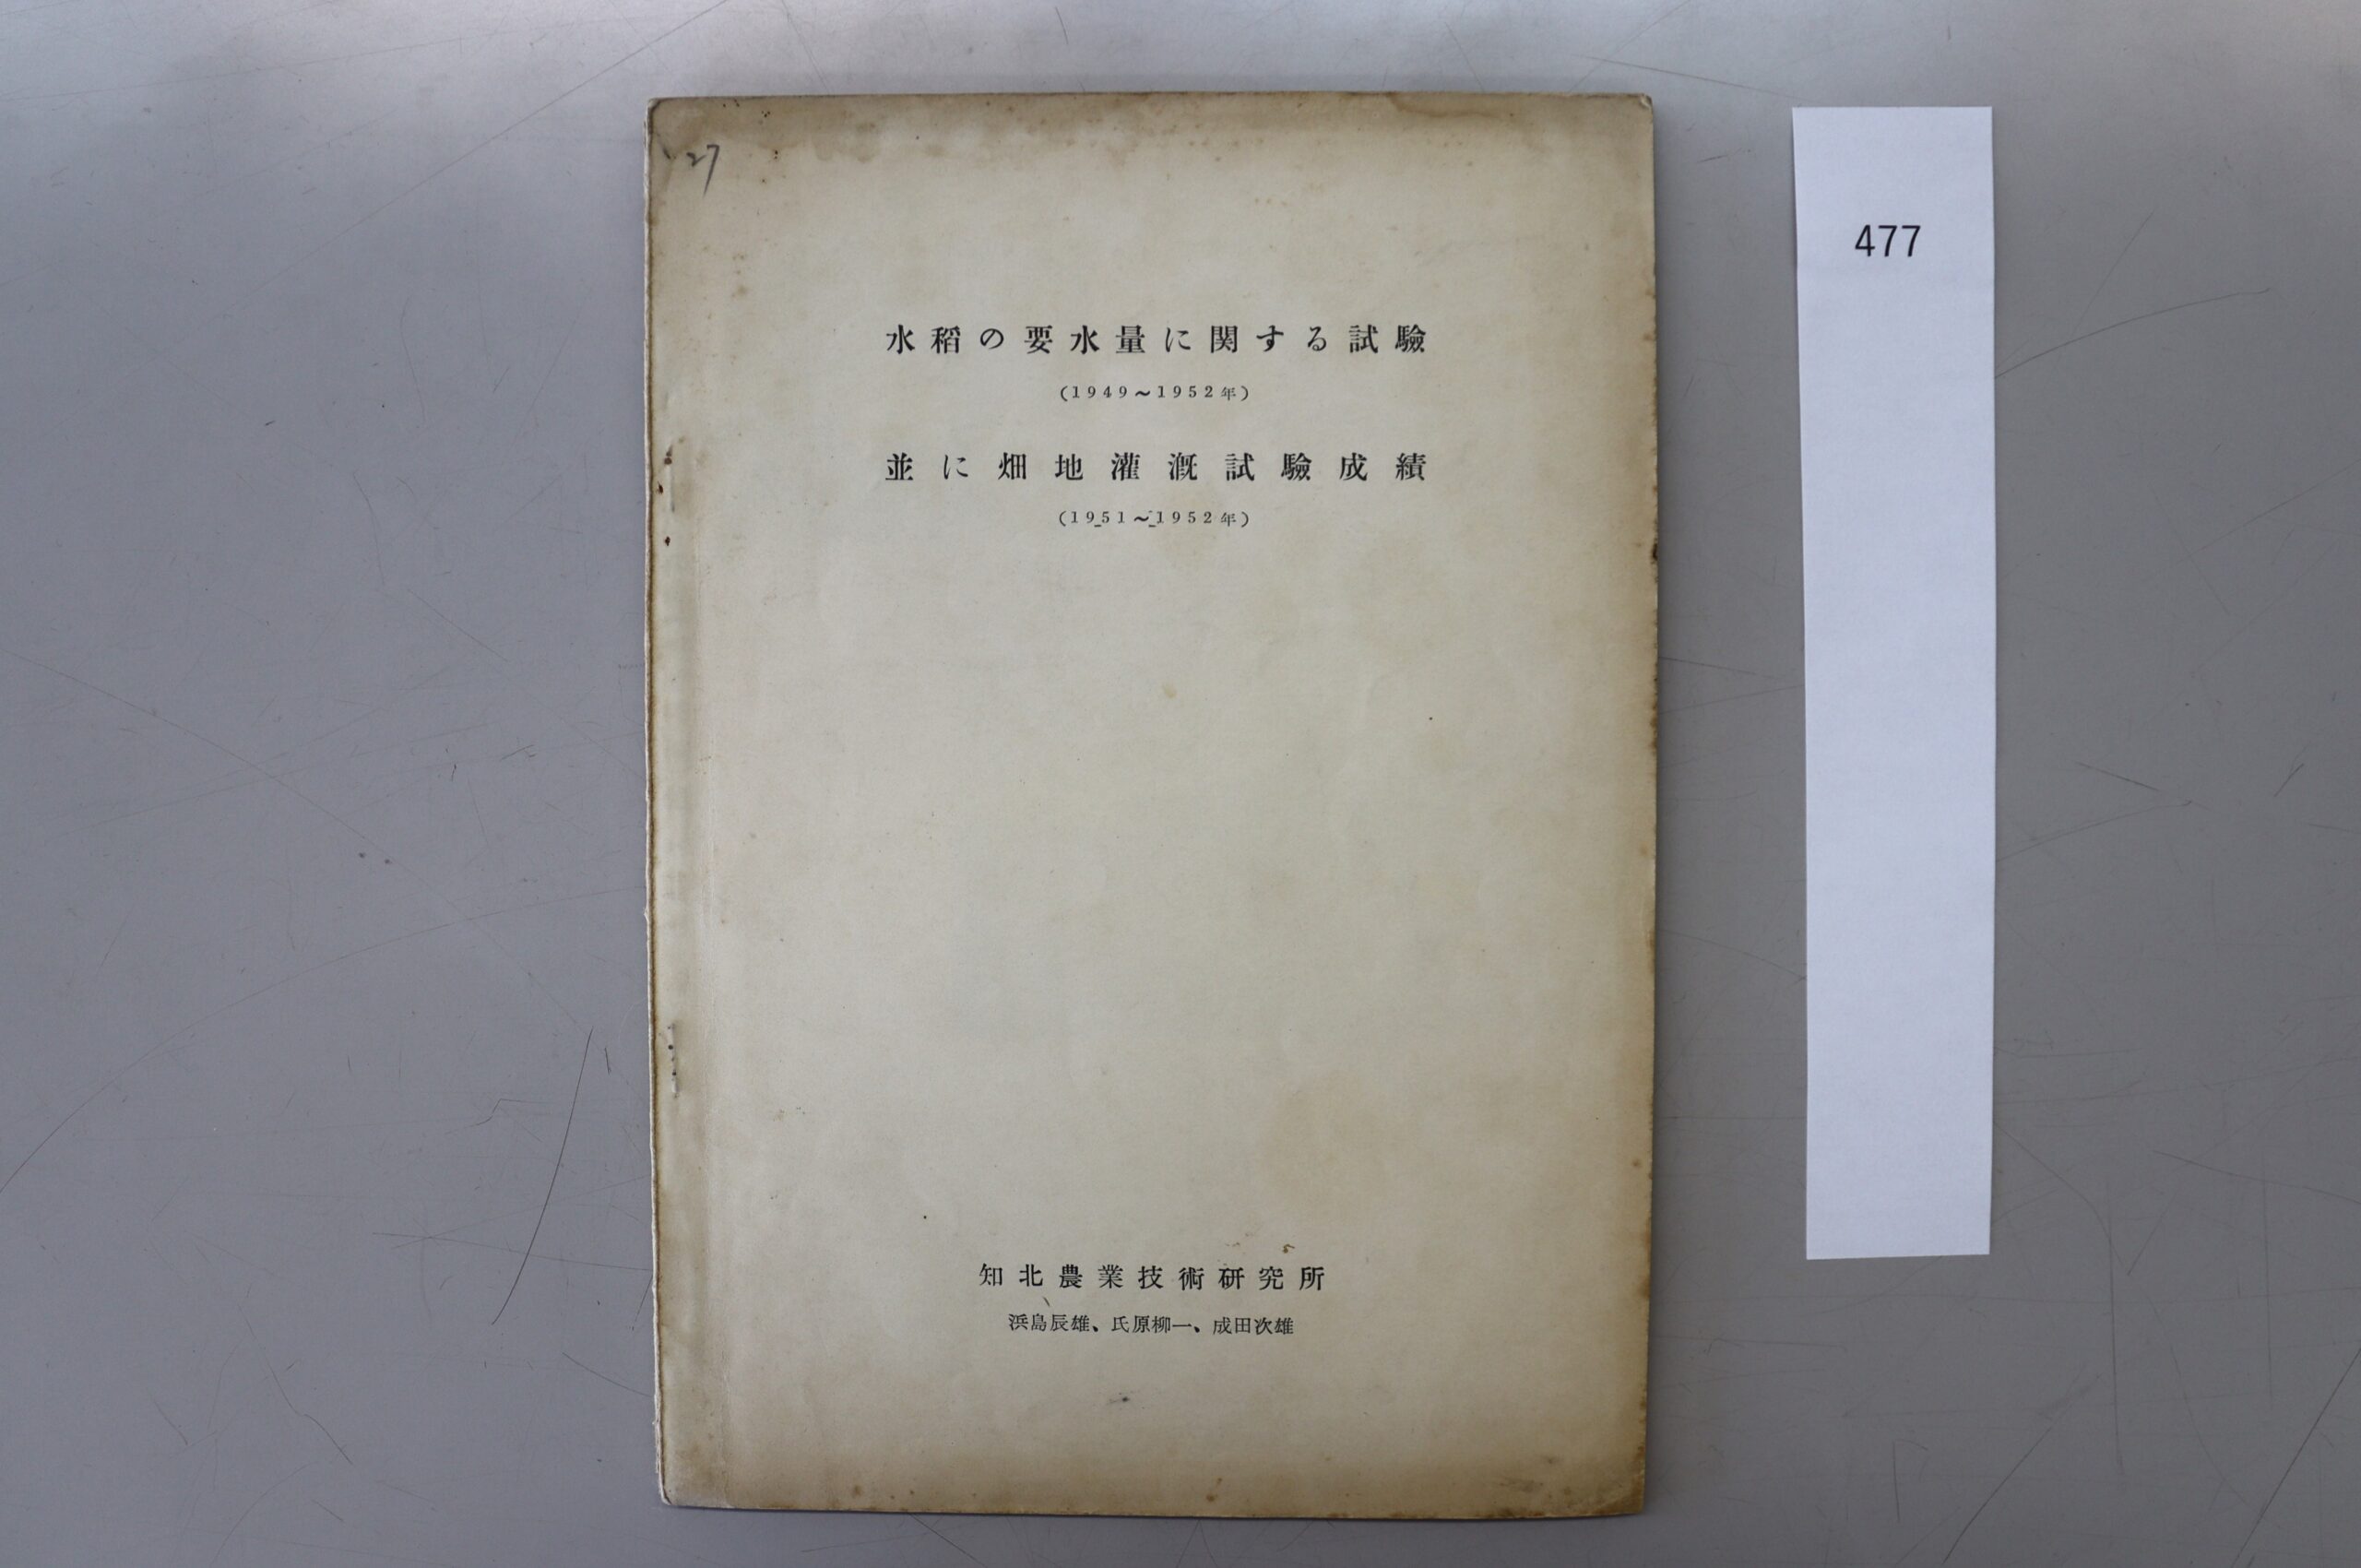 27
水稲の要水量に関する試驗
(1949～1952年)
並に畑地灌漑試驗成績
(1951～1952年)
知北農業技術研究所
浜島辰雄、氏原柳一、成田次雄
477